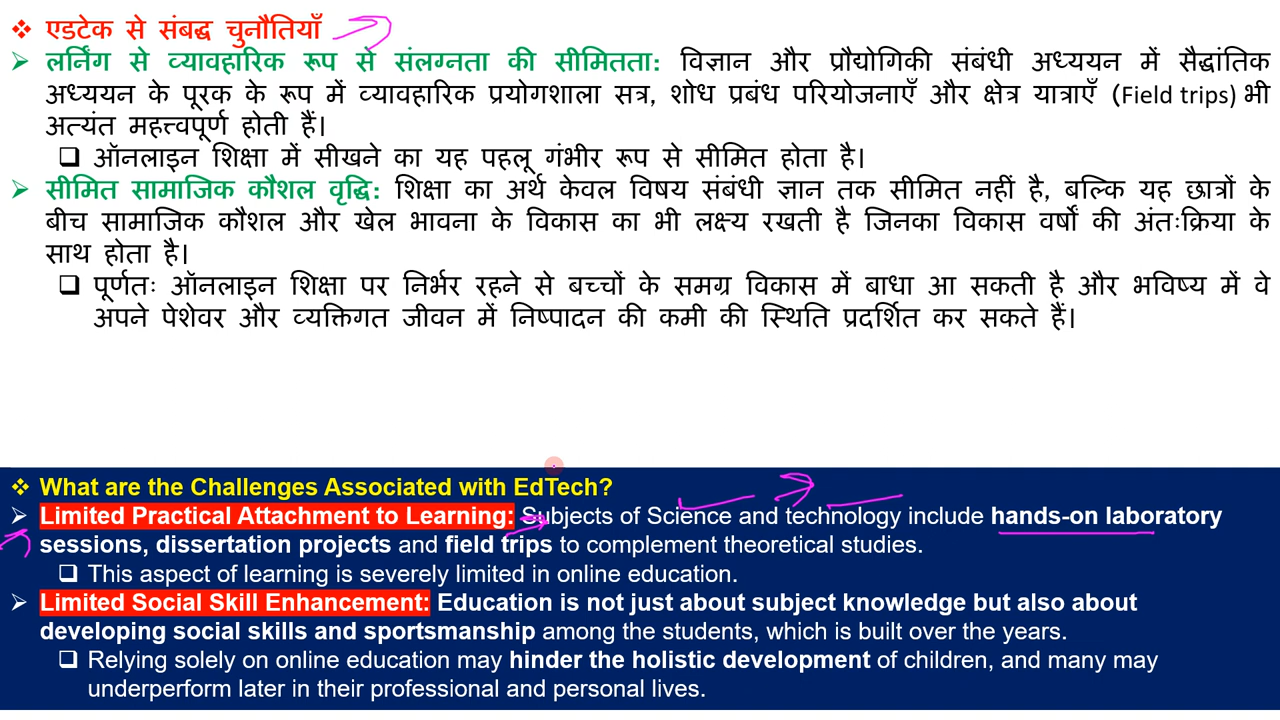 ❖ एडटेक से संबद्ध चुनौतियाँ
➢ लर्निंग से व्यावहारिक रूप से संलग्नता की सीमितता: विज्ञान और प्रौद्योगिकी संबंधी अध्ययन में सैद्धांतिक
अध्ययन के पूरक के रूप में व्यावहारिक प्रयोगशाला सत्र, शोध प्रबंध परियोजनाएँ और क्षेत्र यात्राएँ (Field trips) भी
अत्यंत महत्त्वपूर्ण होती हैं।
❑ ऑनलाइन शिक्षा में सीखने का यह पहलू गंभीर रूप से सीमित होता है।
➢ सीमित सामाजिक कौशल वृद्धि: शिक्षा का अर्थ केवल विषय संबंधी ज्ञान तक सीमित नहीं है, बल्कि यह छात्रों के
बीच सामाजिक कौशल और खेल भावना के विकास का भी लक्ष्य रखती है जिनका विकास वर्षों की अंतःक्रिया के
साथ होता है।
❑ पूर्णतः ऑनलाइन शिक्षा पर निर्भर रहने से बच्चों के समग्र विकास में बाधा आ सकती है और भविष्य में वे
अपने पेशेवर और व्यक्तिगत जीवन में निष्पादन की कमी की स्थिति प्रदर्शित कर सकते हैं।
❖ What are the Challenges Associated with EdTech?
➢ Limited Practical Attachment to Learning: Subjects of Science and technology include hands-on laboratory
sessions, dissertation projects and field trips to complement theoretical studies.
❑ This aspect of learning is severely limited in online education.
➢ Limited Social Skill Enhancement: Education is not just about subject knowledge but also about
developing social skills and sportsmanship among the students, which is built over the years.
❑ Relying solely on online education may hinder the holistic development of children, and many may
underperform later in their professional and personal lives.